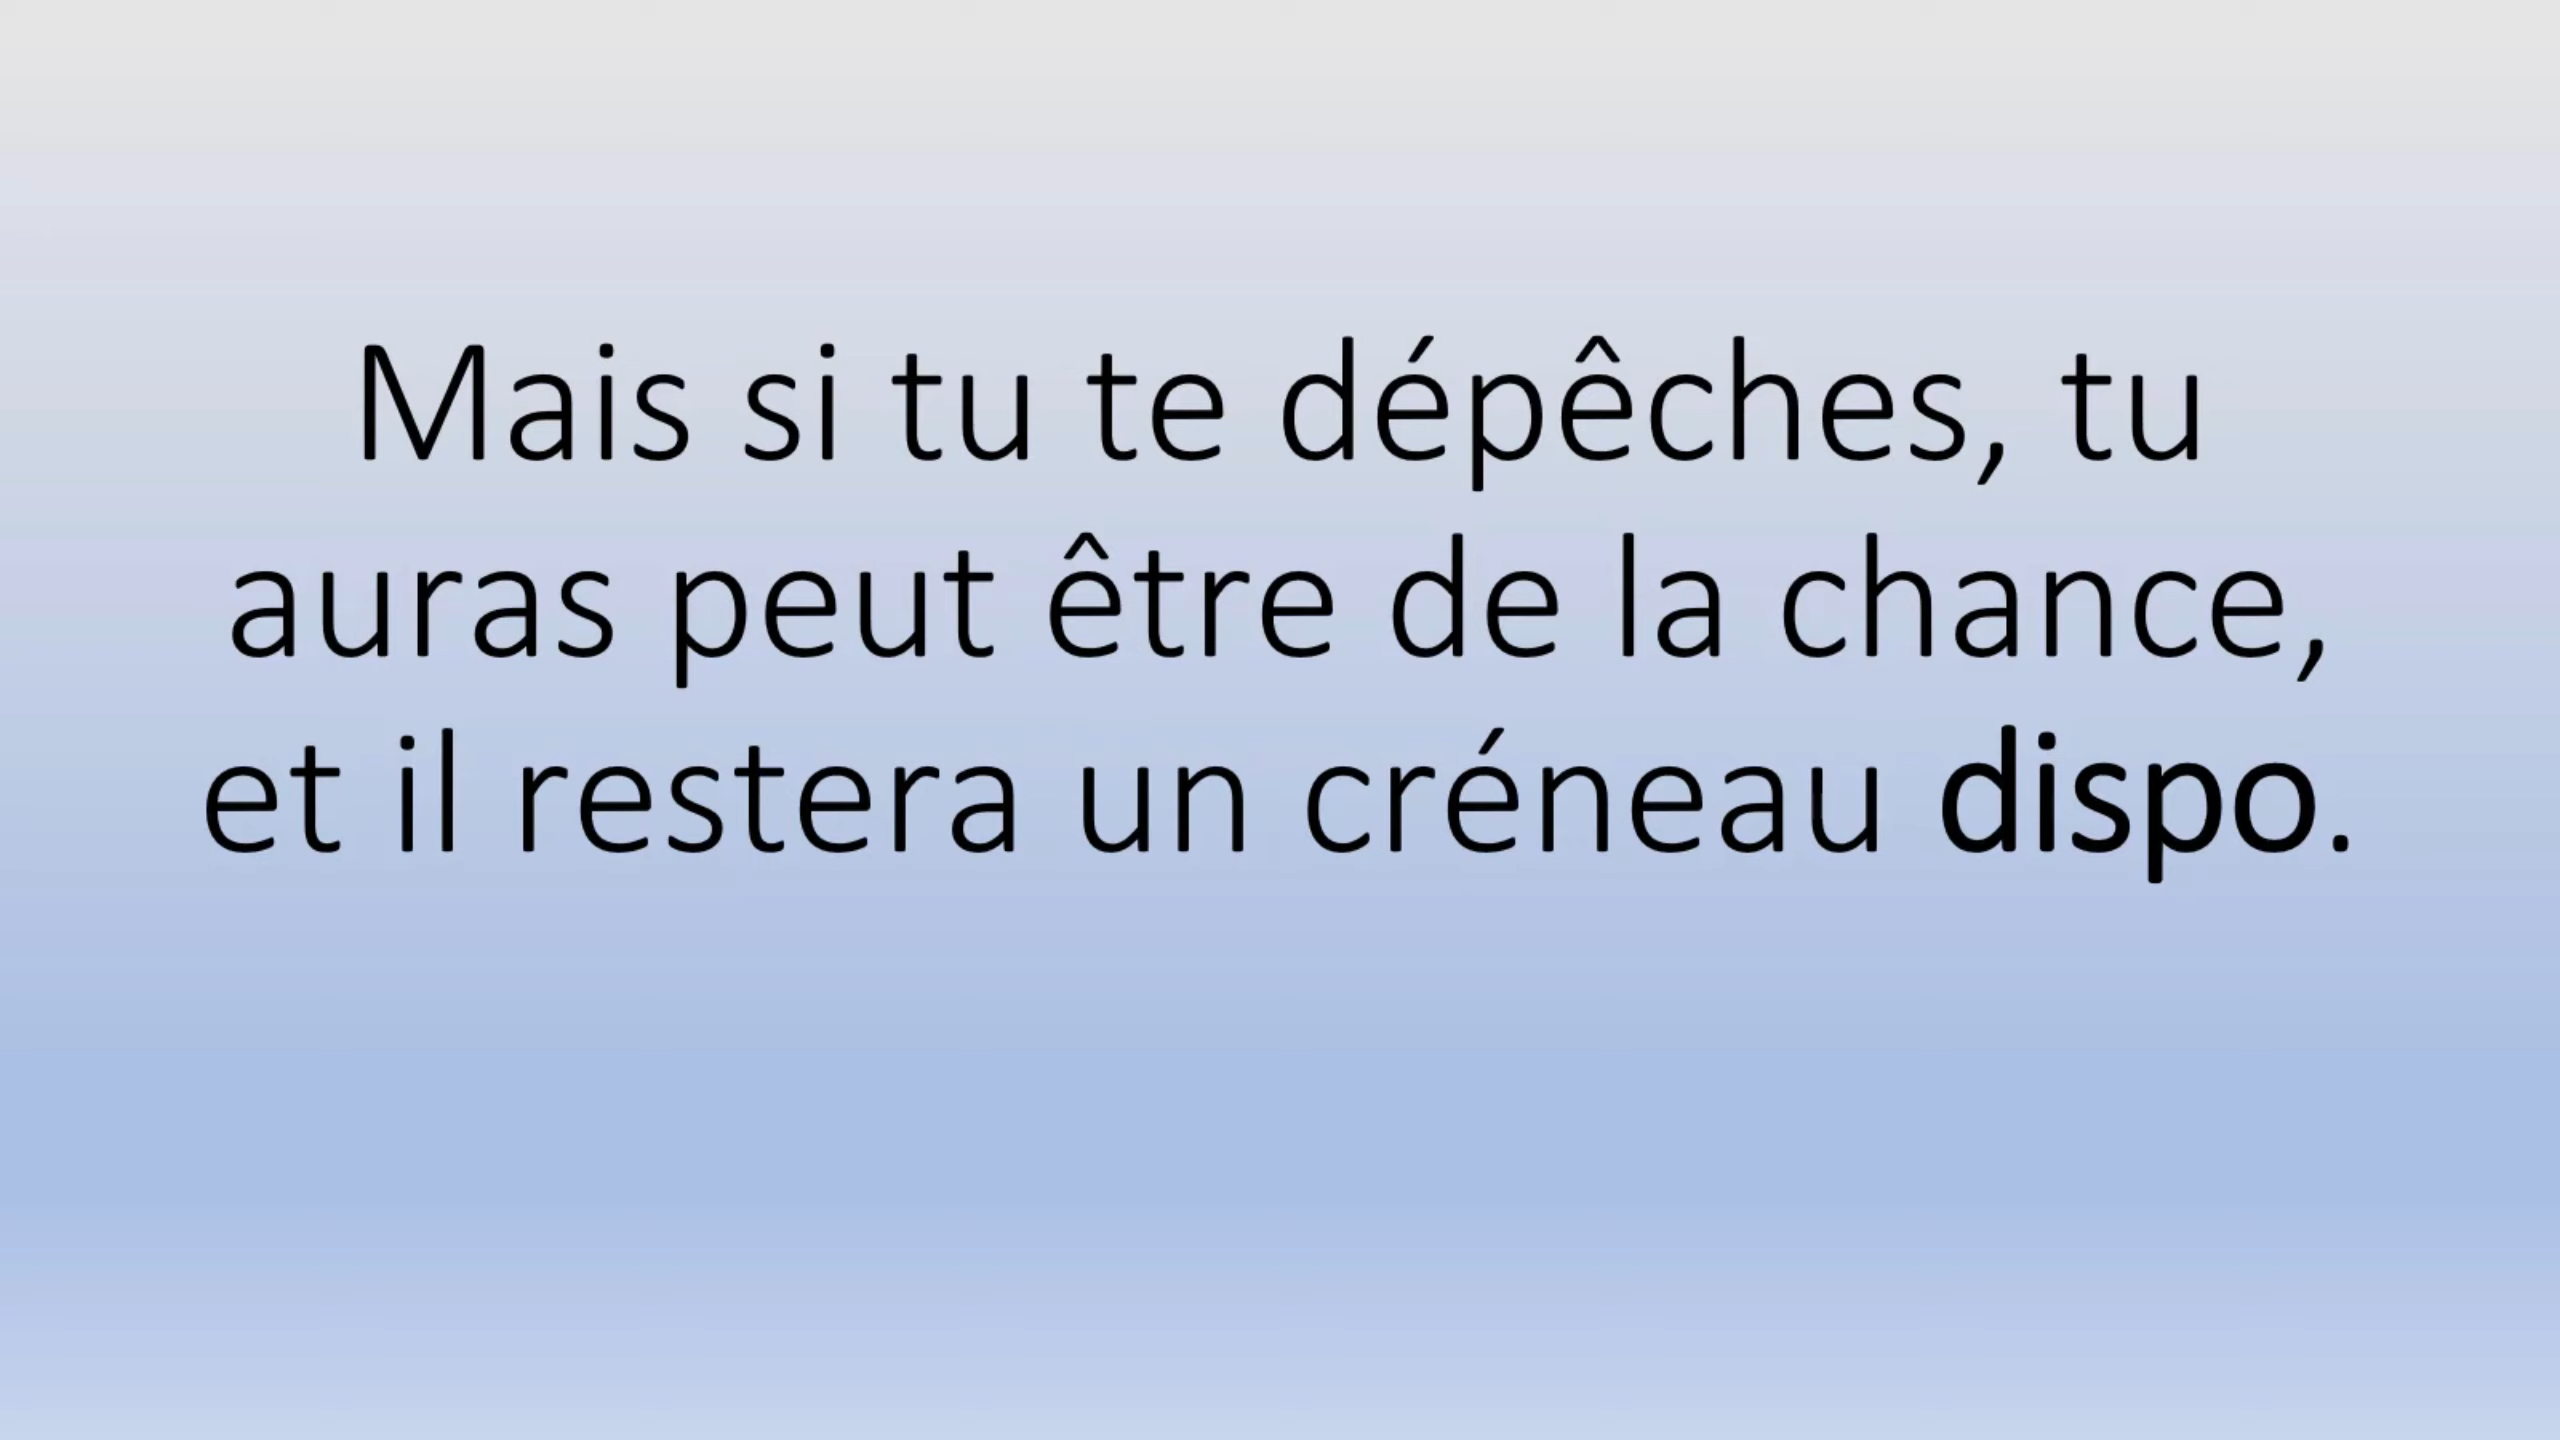 Mais si tu te dépêches, tu
auras peut être de la chance,
et il restera un créneau dispo.